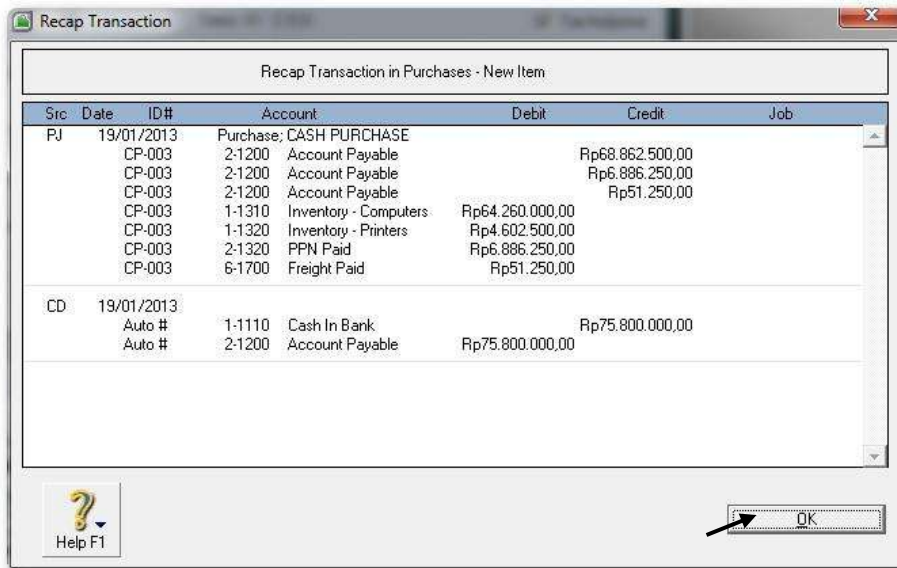 Recap Transaction
Recap Transaction in Purchases - New Item
Src Date ID# Account Debit Credit Job
PJ 19/01/2013 Purchase; CASH PURCHASE
CP-003 2-1200 Account Payable Rp68.862.500,00
CP-003 2-1200 Account Payable Rp6.886.250,00
CP-003 2-1200 Account Payable Rp51.250,00
CP-003 1-1310 Inventory - Computers Rp64.260.000,00
CP-003 1-1320 Inventory - Printers Rp4.602.500,00
CP-003 2-1320 PPN Paid Rp6.886.250,00
CP-003 6-1700 Freight Paid Rp51.250,00
CD 19/01/2013
Auto # 1-1110 Cash In Bank Rp75.800.000,00
Auto # 2-1200 Account Payable Rp75.800.000,00
Help F1
OK